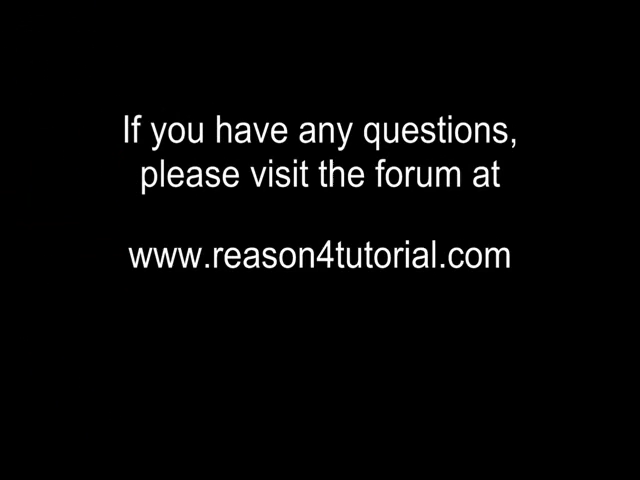 If you have any questions,
please visit the forum at
www.reason4tutorial.com